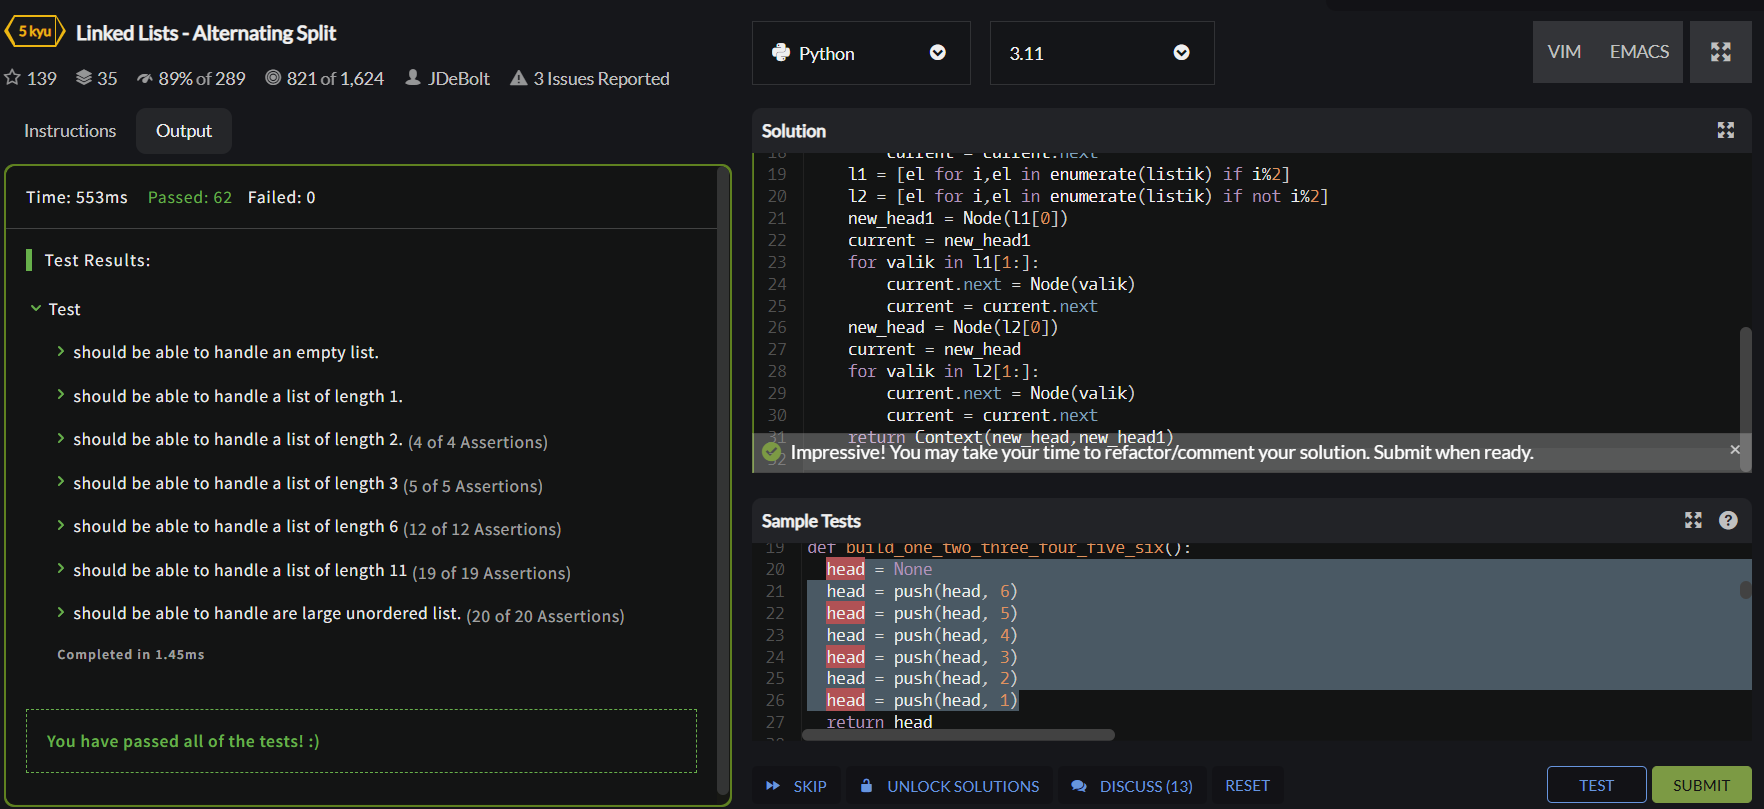 5 kyu
Linked Lists - Alternating Split
139 35 89% of 289 821 of 1,624 JDeBolt 3 Issues Reported
Instructions Output
Time: 553ms Passed: 62 Failed: 0
Test Results:
Test
should be able to handle an empty list.
should be able to handle a list of length 1.
should be able to handle a list of length 2. (4 of 4 Assertions)
should be able to handle a list of length 3 (5 of 5 Assertions)
should be able to handle a list of length 6 (12 of 12 Assertions)
should be able to handle a list of length 11 (19 of 19 Assertions)
should be able to handle are large unordered list. (20 of 20 Assertions)
Completed in 1.45ms
You have passed all of the tests! :)
Python 3.11 VIM EMACS
Solution
18 current = current.next
19 l1 = [el for i,el in enumerate(listik) if i%2]
20 l2 = [el for i,el in enumerate(listik) if not i%2]
21 new_head1 = Node(l1[0])
22 current = new_head1
23 for valik in l1[1:]:
24 current.next = Node(valik)
25 current = current.next
26 new_head = Node(l2[0])
27 current = new_head
28 for valik in l2[1:]:
29 current.next = Node(valik)
30 current = current.next
31 return Context(new_head,new_head1)
32
Impressive! You may take your time to refactor/comment your solution. Submit when ready.
Sample Tests
19 def build_one_two_three_four_five_six():
20 head = None
21 head = push(head, 6)
22 head = push(head, 5)
23 head = push(head, 4)
24 head = push(head, 3)
25 head = push(head, 2)
26 head = push(head, 1)
27 return head
SKIP UNLOCK SOLUTIONS DISCUSS (13) RESET TEST SUBMIT